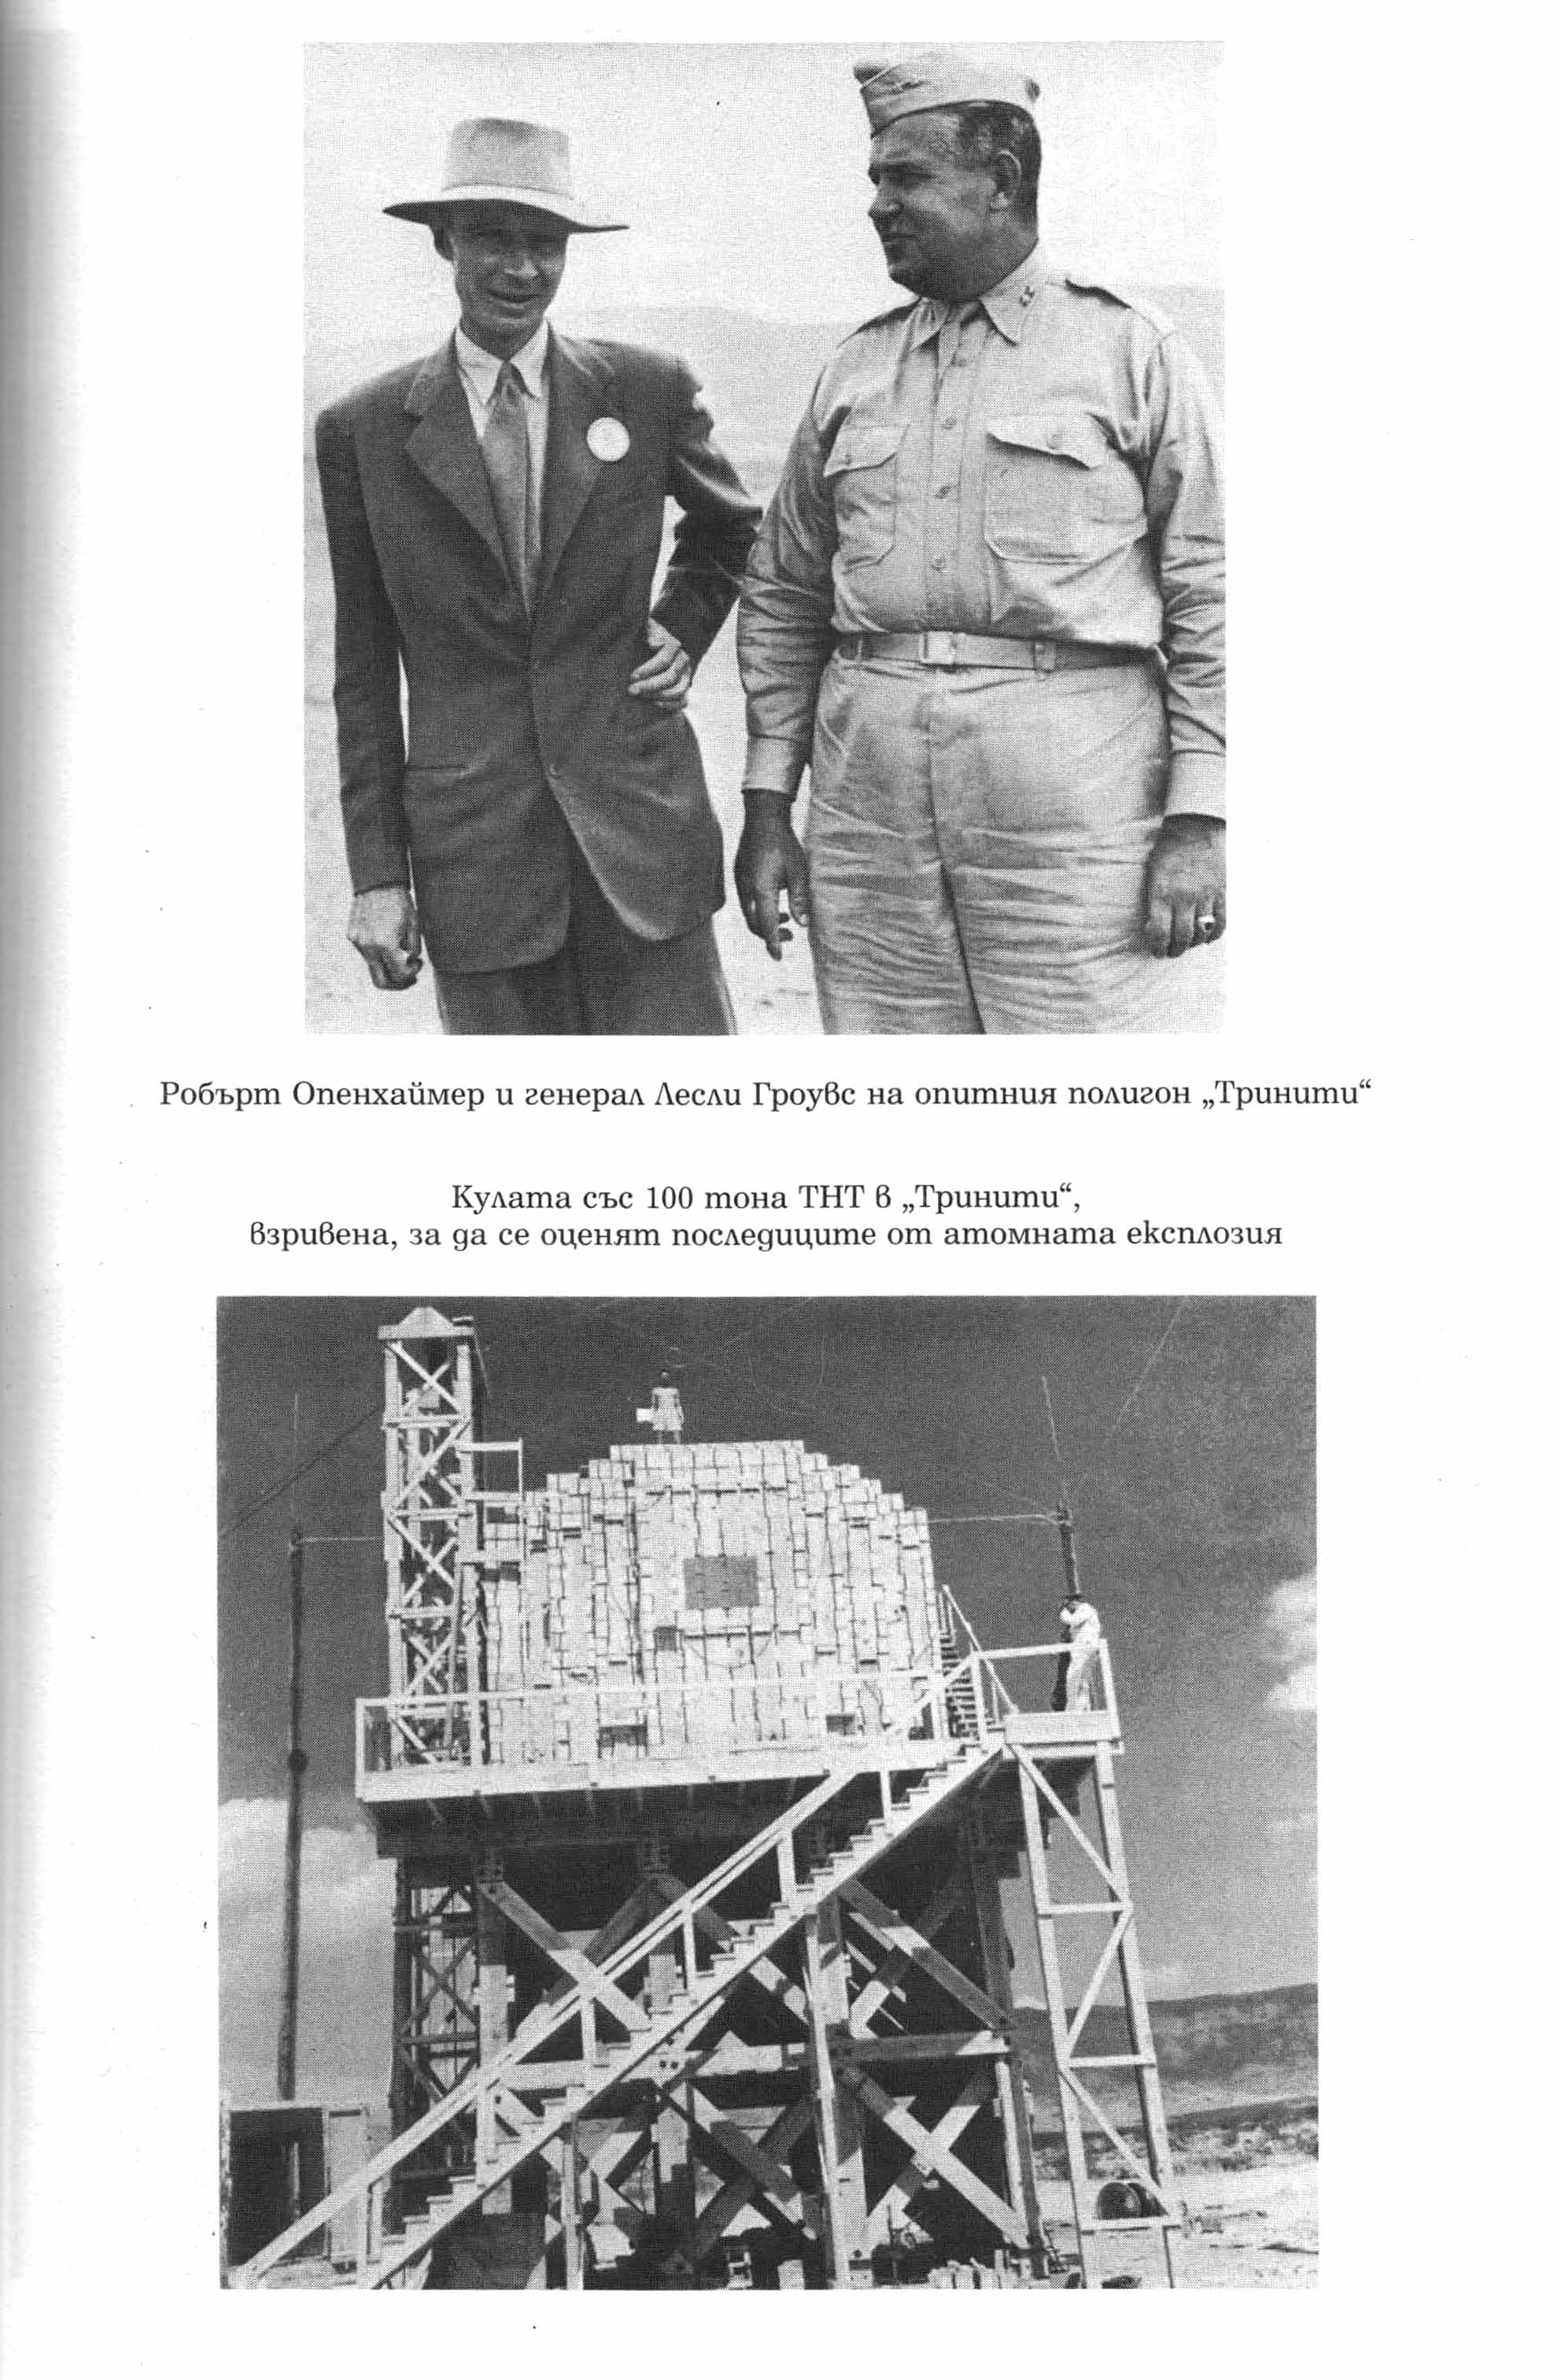 Робърт Опенхаймер и генерал Лесли Гроувс на опитния полигон „Тринити“
Кулата със 100 тона ТНТ в „Тринити“,
взривена, за да се оценят последиците от атомната експлозия